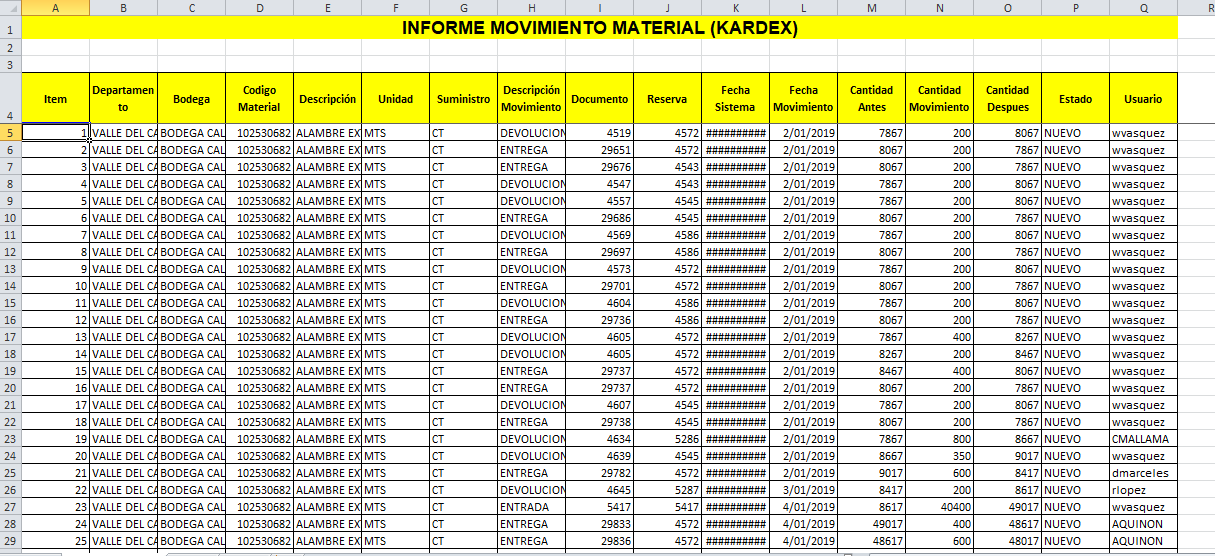 A B C D E F G H I J K L M N O P Q R
1 INFORME MOVIMIENTO MATERIAL (KARDEX)
2
3
4 Item Departamento Bodega Codigo Material Descripción Unidad Suministro Descripción Movimiento Documento Reserva Fecha Sistema Fecha Movimiento Cantidad Antes Cantidad Movimiento Cantidad Despues Estado Usuario
5 1 VALLE DEL CA BODEGA CAL 102530682 ALAMBRE EX MTS CT DEVOLUCION 4519 4572 ########## 2/01/2019 7867 200 8067 NUEVO wvasquez
6 2 VALLE DEL CA BODEGA CAL 102530682 ALAMBRE EX MTS CT ENTREGA 29651 4572 ########## 2/01/2019 8067 200 7867 NUEVO wvasquez
7 3 VALLE DEL CA BODEGA CAL 102530682 ALAMBRE EX MTS CT ENTREGA 29676 4543 ########## 2/01/2019 8067 200 7867 NUEVO wvasquez
8 4 VALLE DEL CA BODEGA CAL 102530682 ALAMBRE EX MTS CT DEVOLUCION 4547 4543 ########## 2/01/2019 7867 200 8067 NUEVO wvasquez
9 5 VALLE DEL CA BODEGA CAL 102530682 ALAMBRE EX MTS CT DEVOLUCION 4557 4545 ########## 2/01/2019 7867 200 8067 NUEVO wvasquez
10 6 VALLE DEL CA BODEGA CAL 102530682 ALAMBRE EX MTS CT ENTREGA 29686 4545 ########## 2/01/2019 8067 200 7867 NUEVO wvasquez
11 7 VALLE DEL CA BODEGA CAL 102530682 ALAMBRE EX MTS CT DEVOLUCION 4569 4586 ########## 2/01/2019 7867 200 8067 NUEVO wvasquez
12 8 VALLE DEL CA BODEGA CAL 102530682 ALAMBRE EX MTS CT ENTREGA 29697 4586 ########## 2/01/2019 8067 200 7867 NUEVO wvasquez
13 9 VALLE DEL CA BODEGA CAL 102530682 ALAMBRE EX MTS CT DEVOLUCION 4573 4572 ########## 2/01/2019 7867 200 8067 NUEVO wvasquez
14 10 VALLE DEL CA BODEGA CAL 102530682 ALAMBRE EX MTS CT ENTREGA 29701 4572 ########## 2/01/2019 8067 200 7867 NUEVO wvasquez
15 11 VALLE DEL CA BODEGA CAL 102530682 ALAMBRE EX MTS CT DEVOLUCION 4604 4586 ########## 2/01/2019 7867 200 8067 NUEVO wvasquez
16 12 VALLE DEL CA BODEGA CAL 102530682 ALAMBRE EX MTS CT ENTREGA 29736 4586 ########## 2/01/2019 8067 200 7867 NUEVO wvasquez
17 13 VALLE DEL CA BODEGA CAL 102530682 ALAMBRE EX MTS CT DEVOLUCION 4605 4572 ########## 2/01/2019 7867 400 8267 NUEVO wvasquez
18 14 VALLE DEL CA BODEGA CAL 102530682 ALAMBRE EX MTS CT DEVOLUCION 4605 4572 ########## 2/01/2019 8267 200 8467 NUEVO wvasquez
19 15 VALLE DEL CA BODEGA CAL 102530682 ALAMBRE EX MTS CT ENTREGA 29737 4572 ########## 2/01/2019 8467 400 8067 NUEVO wvasquez
20 16 VALLE DEL CA BODEGA CAL 102530682 ALAMBRE EX MTS CT ENTREGA 29737 4572 ########## 2/01/2019 8067 200 7867 NUEVO wvasquez
21 17 VALLE DEL CA BODEGA CAL 102530682 ALAMBRE EX MTS CT DEVOLUCION 4607 4545 ########## 2/01/2019 7867 200 8067 NUEVO wvasquez
22 18 VALLE DEL CA BODEGA CAL 102530682 ALAMBRE EX MTS CT ENTREGA 29738 4545 ########## 2/01/2019 8067 200 7867 NUEVO wvasquez
23 19 VALLE DEL CA BODEGA CAL 102530682 ALAMBRE EX MTS CT DEVOLUCION 4634 5286 ########## 2/01/2019 7867 800 8667 NUEVO CMALLAMA
24 20 VALLE DEL CA BODEGA CAL 102530682 ALAMBRE EX MTS CT DEVOLUCION 4639 4545 ########## 2/01/2019 8667 350 9017 NUEVO wvasquez
25 21 VALLE DEL CA BODEGA CAL 102530682 ALAMBRE EX MTS CT ENTREGA 29782 4572 ########## 2/01/2019 9017 600 8417 NUEVO dmarceles
26 22 VALLE DEL CA BODEGA CAL 102530682 ALAMBRE EX MTS CT DEVOLUCION 4645 5287 ########## 3/01/2019 8417 200 8617 NUEVO rlopez
27 23 VALLE DEL CA BODEGA CAL 102530682 ALAMBRE EX MTS CT ENTRADA 5417 5417 ########## 4/01/2019 8617 40400 49017 NUEVO wvasquez
28 24 VALLE DEL CA BODEGA CAL 102530682 ALAMBRE EX MTS CT ENTREGA 29833 4572 ########## 4/01/2019 49017 400 48617 NUEVO AQUINON
29 25 VALLE DEL CA BODEGA CAL 102530682 ALAMBRE EX MTS CT ENTREGA 29836 4572 ########## 4/01/2019 48617 600 48017 NUEVO AQUINON